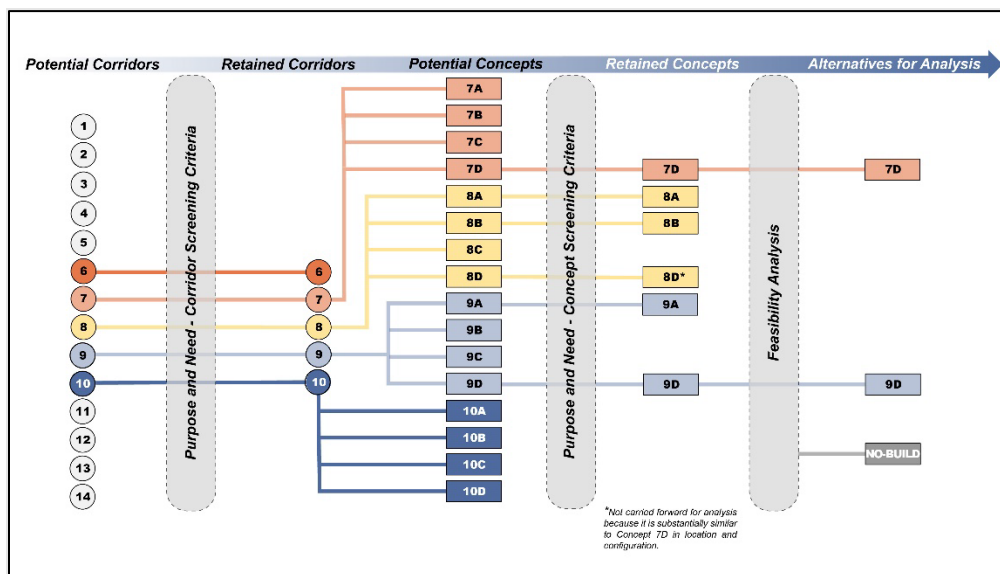 Potential Corridors
Retained Corridors
Potential Concepts
Retained Concepts
Alternatives for Analysis
1
2
3
4
5
6
7
8
9
10
11
12
13
14
Purpose and Need - Corridor Screening Criteria
6
7
8
9
10
7A
7B
7C
7D
8A
8B
8C
8D
9A
9B
9C
9D
10A
10B
10C
10D
Purpose and Need - Concept Screening Criteria
7D
8A
8B
8D*
9A
9D
*Not carried forward for analysis
because it is substantially similar
to Concept 7D in location and
configuration.
Feasibility Analysis
7D
9D
NO-BUILD